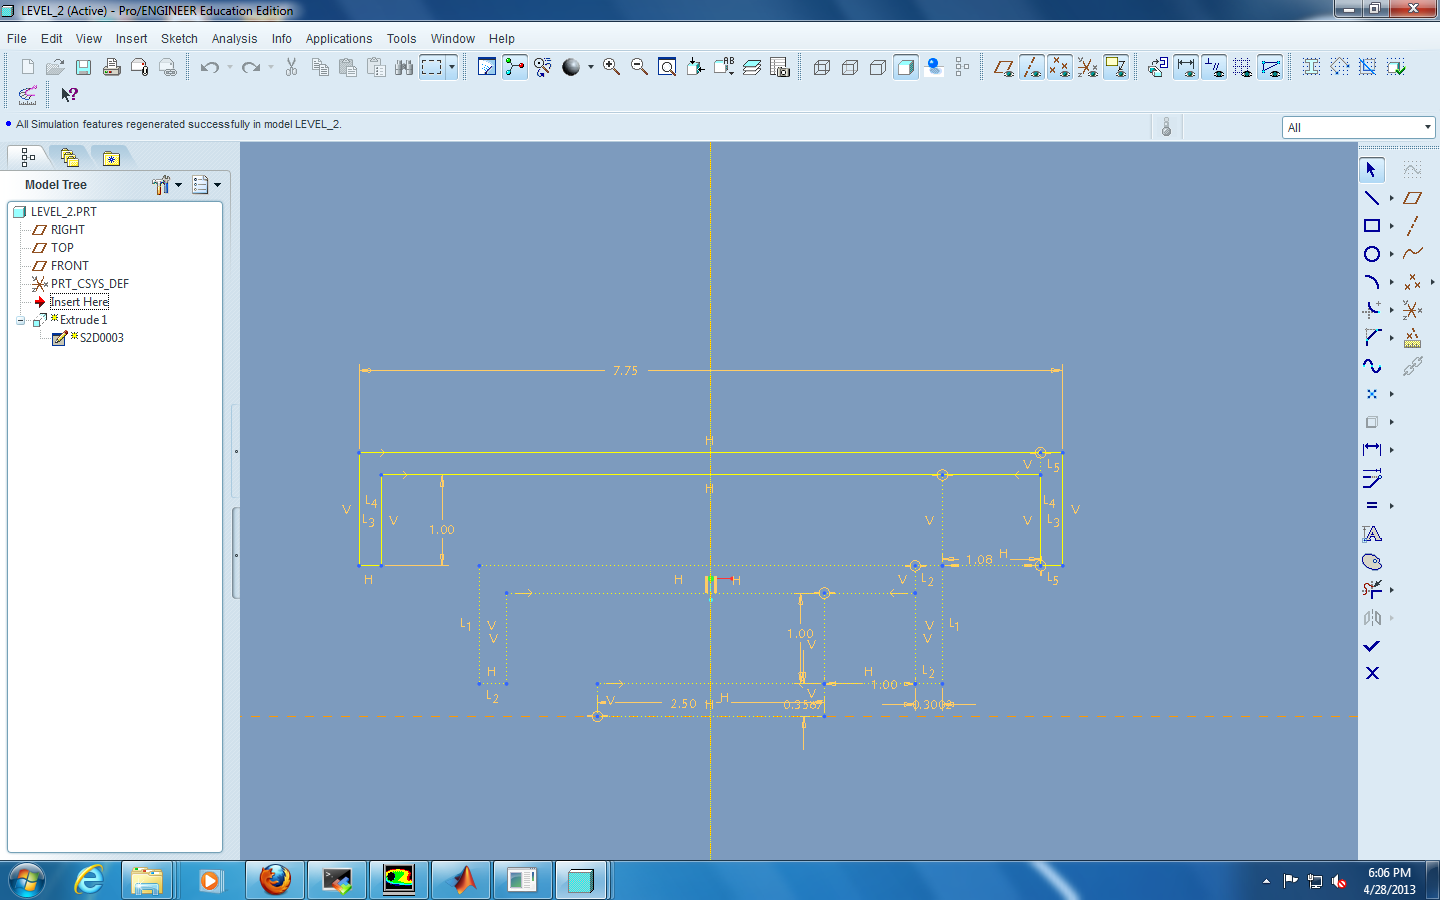 LEVEL_2 (Active) - Pro/ENGINEER Education Edition
File Edit View Insert Sketch Analysis Info Applications Tools Window Help
All Simulation features regenerated successfully in model LEVEL_2.
All
Model Tree
LEVEL_2.PRT
RIGHT
TOP
FRONT
PRT_CSYS_DEF
Insert Here
Extrude 1
S2D0003
7.75
H
V L5
H
L4 L4
V L3 V V V L3 V
1.00
1.08 H
H H H V L2 L5
L1 V V L1
V 1.00 V V
H H L2
L2 1.00
V 2.50 H H 0.3567 V 0.3002
6:06 PM
4/28/2013